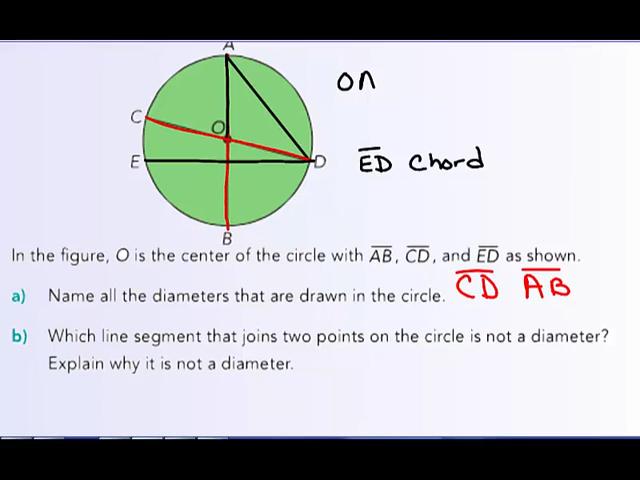 A
on
C
O
E
D
ED Chord
B
In the figure, O is the center of the circle with AB, CD, and ED as shown.
a) Name all the diameters that are drawn in the circle. CD AB
b) Which line segment that joins two points on the circle is not a diameter?
Explain why it is not a diameter.